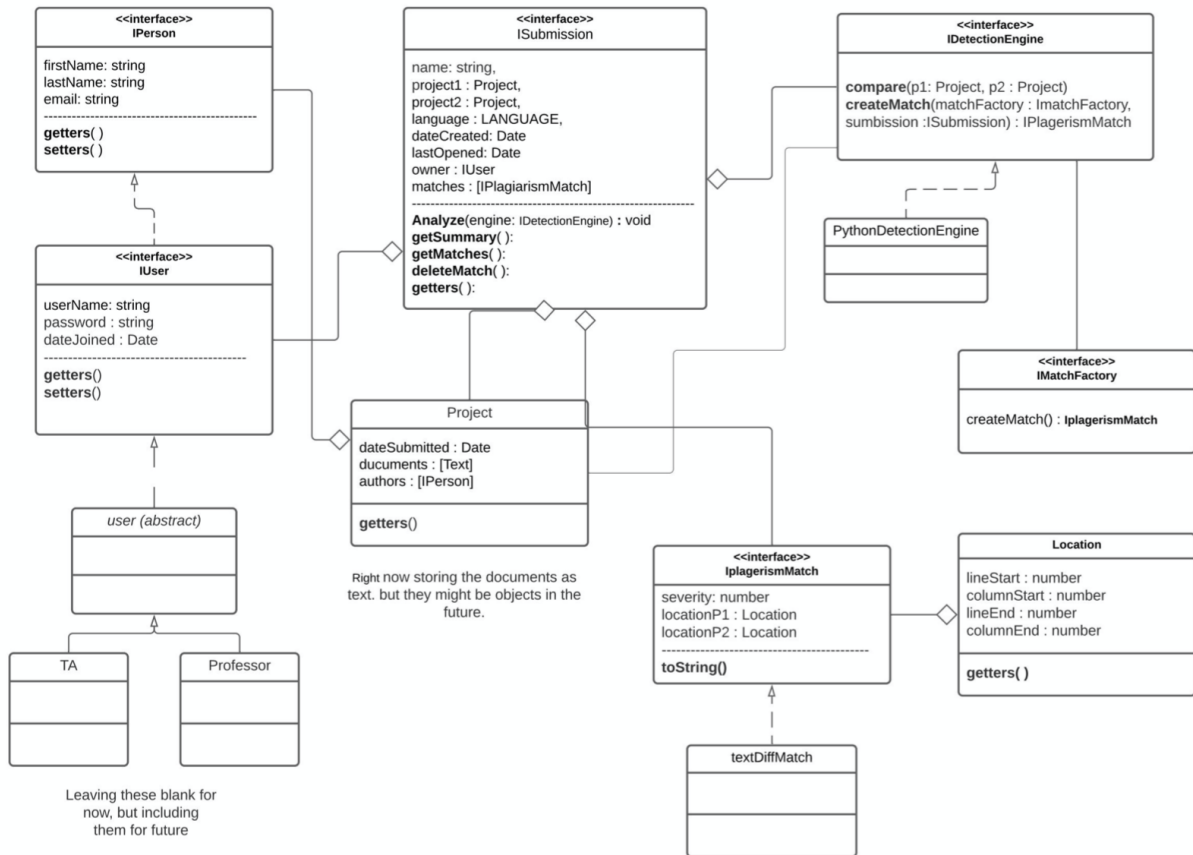 <<interface>>
IPerson
firstName: string
lastName: string
email: string
getters( )
setters( )
<<interface>>
IUser
userName: string
password : string
dateJoined : Date
getters()
setters()
user (abstract)
TA
Professor
Leaving these blank for
now, but including
them for future
<<interface>>
ISubmission
name: string,
project1 : Project,
project2 : Project,
language : LANGUAGE,
dateCreated: Date
lastOpened: Date
owner : IUser
matches : [IPlagiarismMatch]
Analyze(engine: IDetectionEngine) : void
getSummary( ):
getMatches( ):
deleteMatch( ):
getters( ):
Project
dateSubmitted : Date
ducuments : [Text]
authors : [IPerson]
getters()
Right now storing the documents as
text. but they might be objects in the
future.
<<interface>>
IDetectionEngine
compare(p1: Project, p2 : Project)
createMatch(matchFactory : ImatchFactory,
sumbission :ISubmission) : IPlagerismMatch
PythonDetectionEngine
<<interface>>
IMatchFactory
createMatch() : IplagerismMatch
<<interface>>
IplagerismMatch
severity: number
locationP1 : Location
locationP2 : Location
toString()
Location
lineStart : number
columnStart : number
lineEnd : number
columnEnd : number
getters( )
textDiffMatch